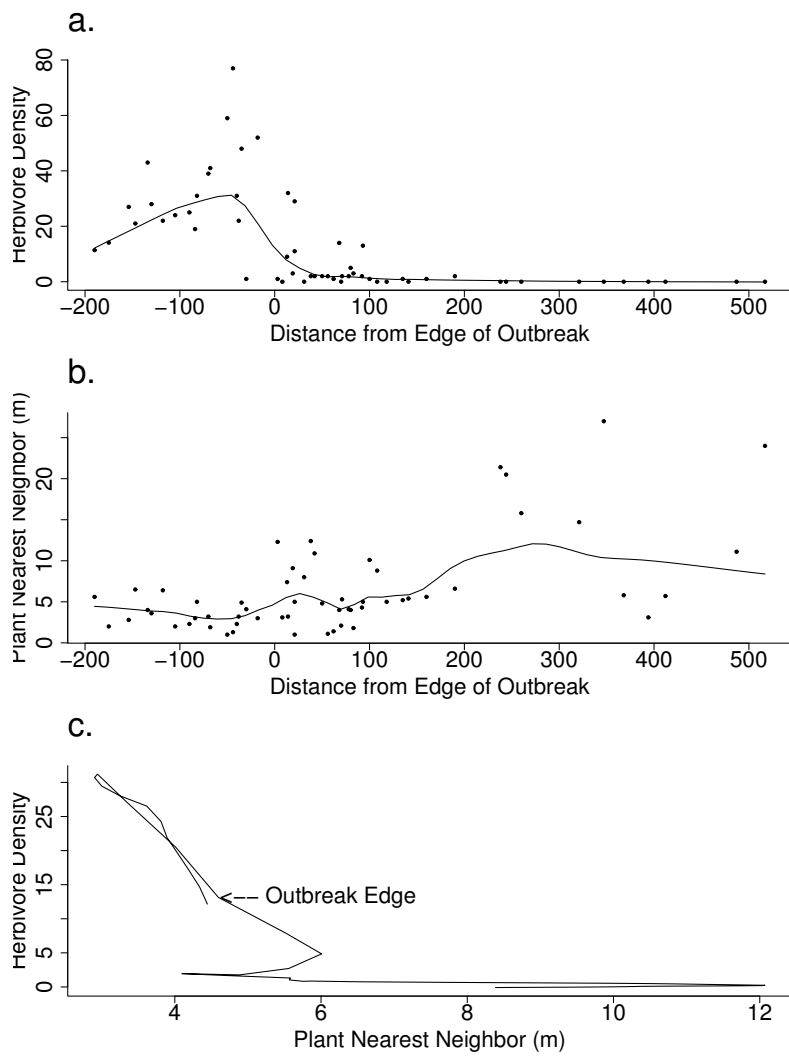 a.
Herbivore Density
80
60
40
20
0
−200 −100 0 100 200 300 400 500
Distance from Edge of Outbreak
b.
Plant Nearest Neighbor (m)
20
10
5
0
−200 −100 0 100 200 300 400 500
Distance from Edge of Outbreak
c.
Herbivore Density
25
15
5
0
Outbreak Edge
4 6 8 10 12
Plant Nearest Neighbor (m)